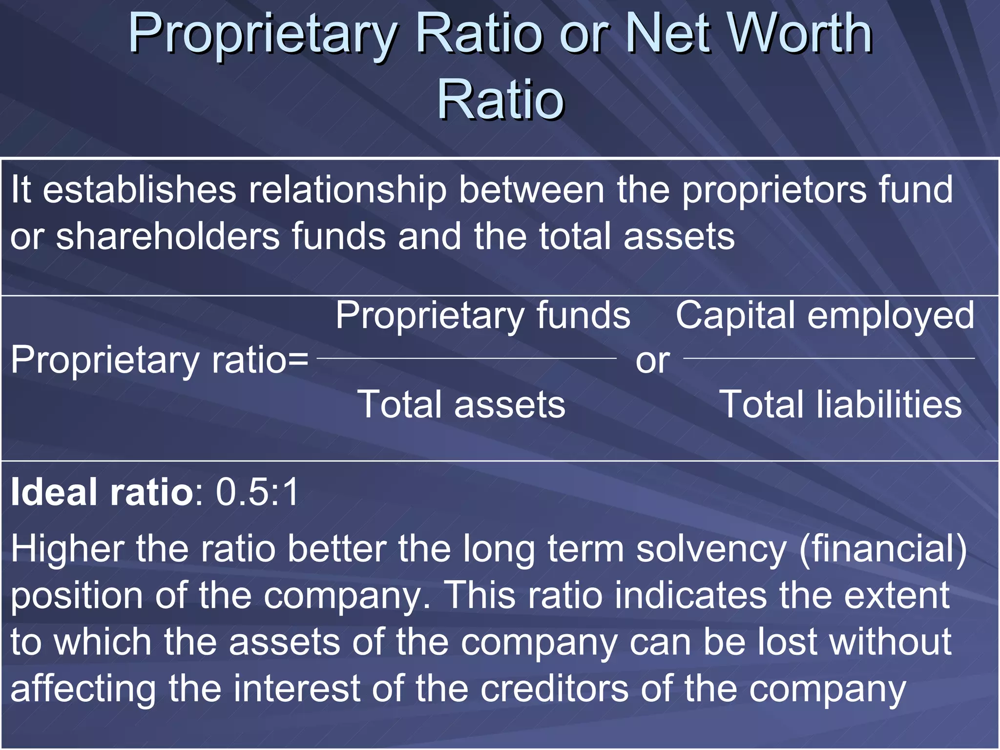 Proprietary Ratio or Net Worth
Ratio
It establishes relationship between the proprietors fund
or shareholders funds and the total assets
Proprietary funds Capital employed
Proprietary ratio= or
Total assets Total liabilities
Ideal ratio: 0.5:1
Higher the ratio better the long term solvency (financial)
position of the company. This ratio indicates the extent
to which the assets of the company can be lost without
affecting the interest of the creditors of the company